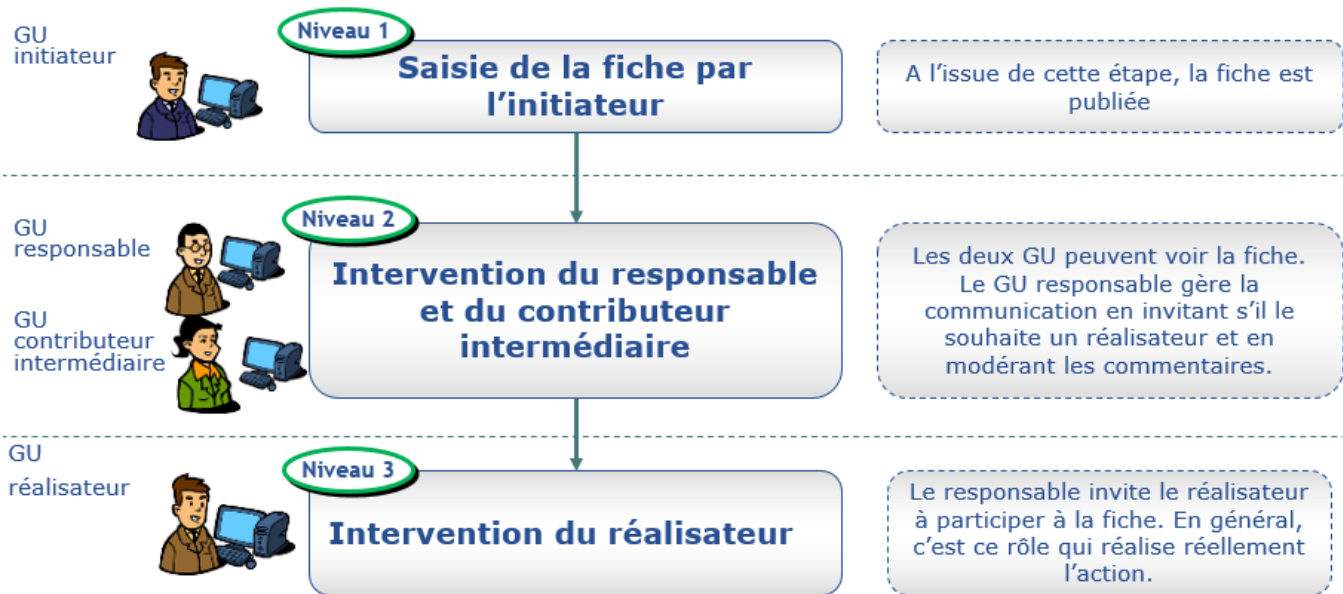 GU
initiateur
Niveau 1
Saisie de la fiche par
l’initiateur
A l’issue de cette étape, la fiche est
publiée
GU
responsable
GU
contributeur
intermédiaire
Niveau 2
Intervention du responsable
et du contributeur
intermédiaire
Les deux GU peuvent voir la fiche.
Le GU responsable gère la
communication en invitant s’il le
souhaite un réalisateur et en
modérant les commentaires.
GU
réalisateur
Niveau 3
Intervention du réalisateur
Le responsable invite le réalisateur
à participer à la fiche. En général,
c’est ce rôle qui réalise réellement
l’action.